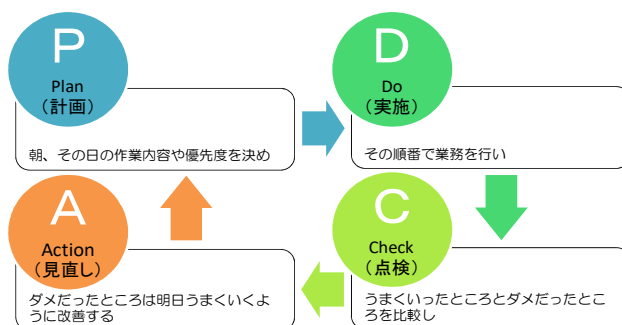 P
Plan
（計画）
朝、その日の作業内容や優先度を決め
D
Do
（実施）
その順番で業務を行い
C
Check
（点検）
うまくいったところとダメだったとこ
ろを比較し
A
Action
（見直し）
ダメだったところは明日うまくいくよ
うに改善する